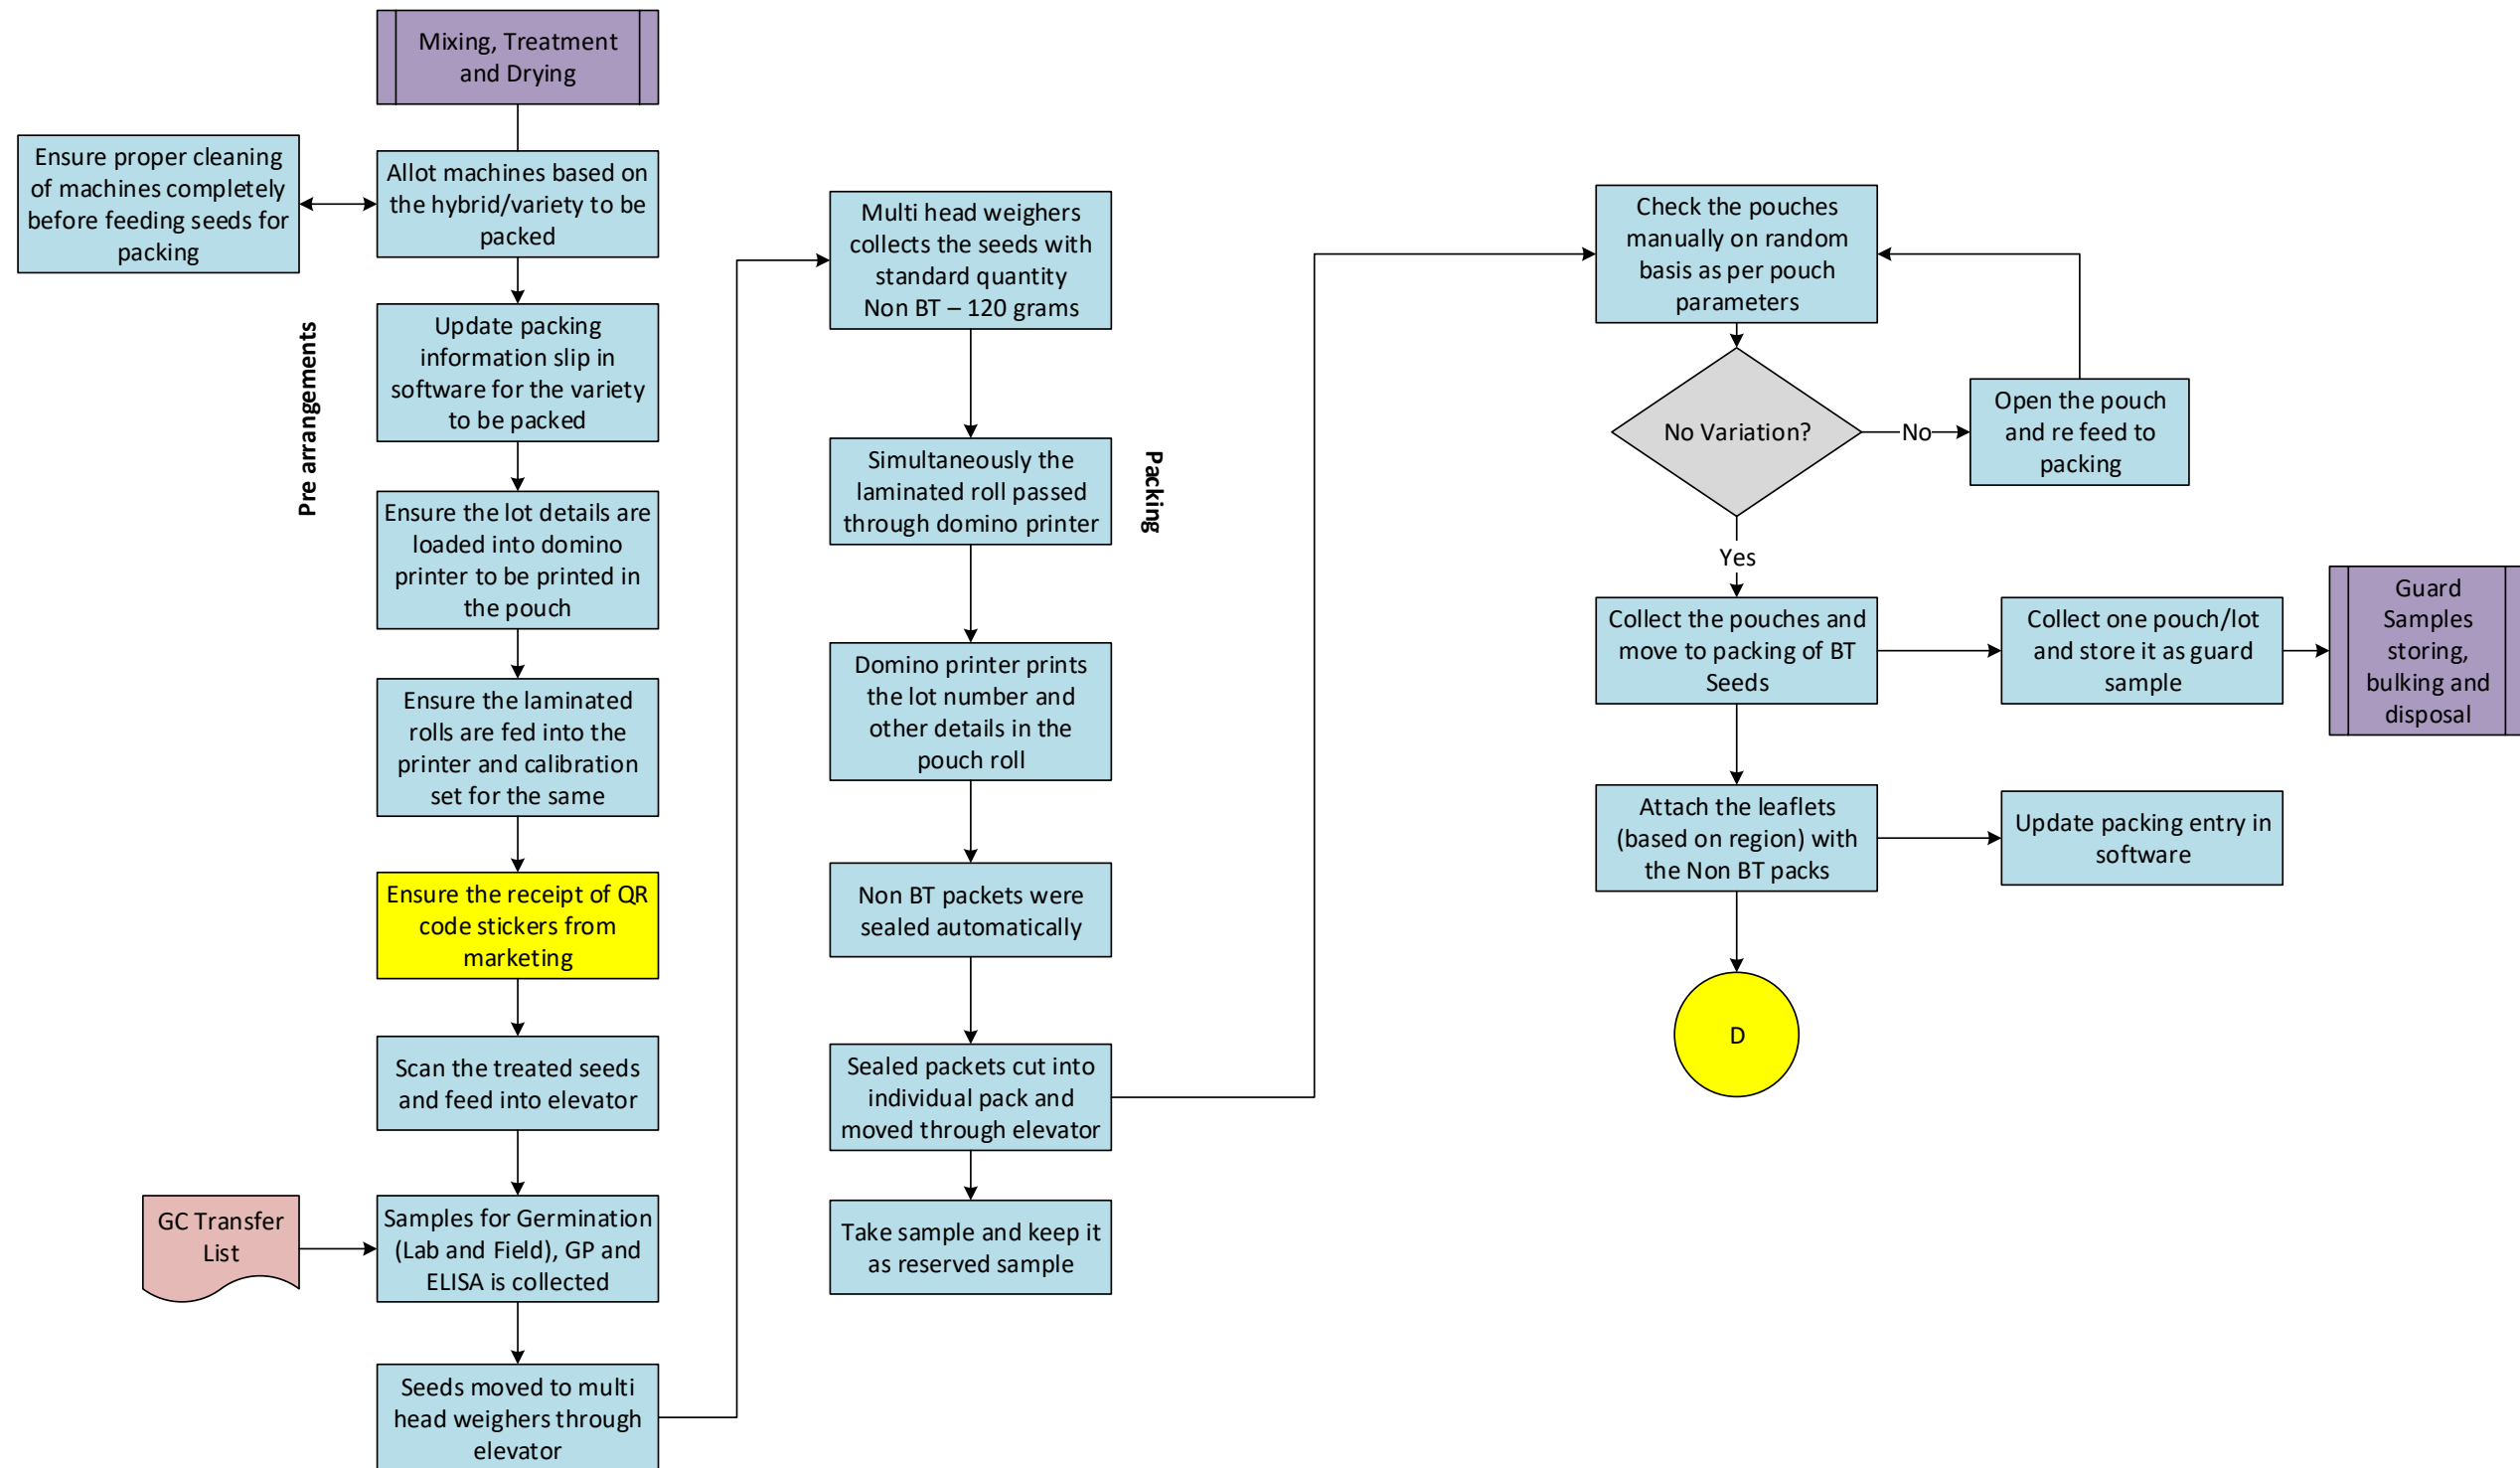 Mixing, Treatment
and Drying
Ensure proper cleaning
of machines completely
before feeding seeds for
packing
Allot machines based on
the hybrid/variety to be
packed
Pre arrangements
Update packing
information slip in
software for the variety
to be packed
Ensure the lot details are
loaded into domino
printer to be printed in
the pouch
Ensure the laminated
rolls are fed into the
printer and calibration
set for the same
Ensure the receipt of QR
code stickers from
marketing
Scan the treated seeds
and feed into elevator
GC Transfer
List
Samples for Germination
(Lab and Field), GP and
ELISA is collected
Seeds moved to multi
head weighers through
elevator
Multi head weighers
collects the seeds with
standard quantity
Non BT – 120 grams
Simultaneously the
laminated roll passed
through domino printer
Packing
Domino printer prints
the lot number and
other details in the
pouch roll
Non BT packets were
sealed automatically
Sealed packets cut into
individual pack and
moved through elevator
Take sample and keep it
as reserved sample
Check the pouches
manually on random
basis as per pouch
parameters
No Variation?
No
Open the pouch
and re feed to
packing
Yes
Collect the pouches and
move to packing of BT
Seeds
Collect one pouch/lot
and store it as guard
sample
Guard
Samples
storing,
bulking and
disposal
Attach the leaflets
(based on region) with
the Non BT packs
Update packing entry in
software
D